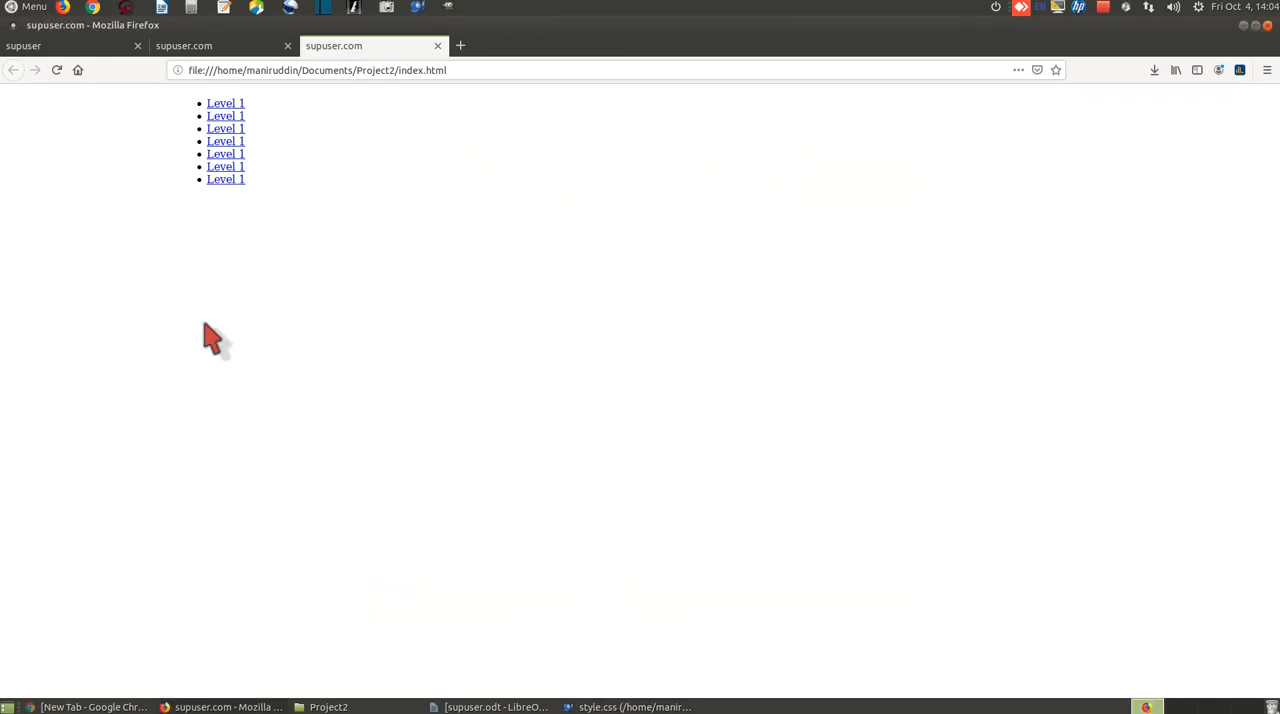 Menu
EN
Fri Oct 4, 14:04
supuser.com - Mozilla Firefox
supuser
supuser.com
supuser.com
file:///home/maniruddin/Documents/Project2/index.html
Level 1
Level 1
Level 1
Level 1
Level 1
Level 1
Level 1
[New Tab - Google Chr...
supuser.com - Mozilla ...
Project2
[supuser.odt - LibreO...
style.css (/home/manir...